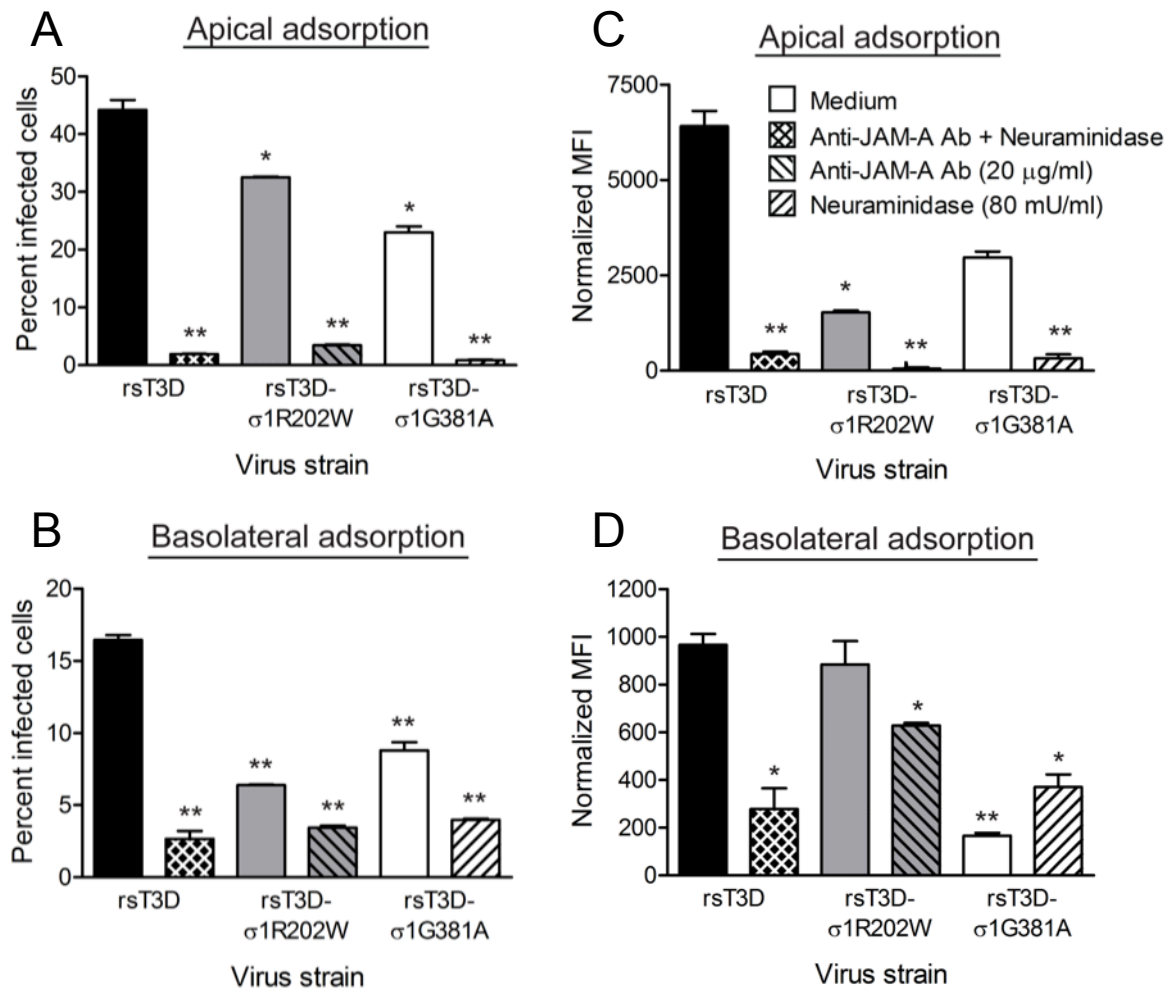 A
Apical adsorption
Percent infected cells
50
40
30
20
10
0
*
*
**
**
**
rsT3D
rsT3D-
σ1R202W
rsT3D-
σ1G381A
Virus strain
C
Apical adsorption
Normalized MFI
7500
5000
2500
0
Medium
Anti-JAM-A Ab + Neuraminidase
Anti-JAM-A Ab (20 μg/ml)
Neuraminidase (80 mU/ml)
*
**
**
**
rsT3D
rsT3D-
σ1R202W
rsT3D-
σ1G381A
Virus strain
B
Basolateral adsorption
Percent infected cells
20
15
10
5
0
**
**
**
**
**
rsT3D
rsT3D-
σ1R202W
rsT3D-
σ1G381A
Virus strain
D
Basolateral adsorption
Normalized MFI
1200
1000
800
600
400
200
0
*
*
**
*
rsT3D
rsT3D-
σ1R202W
rsT3D-
σ1G381A
Virus strain